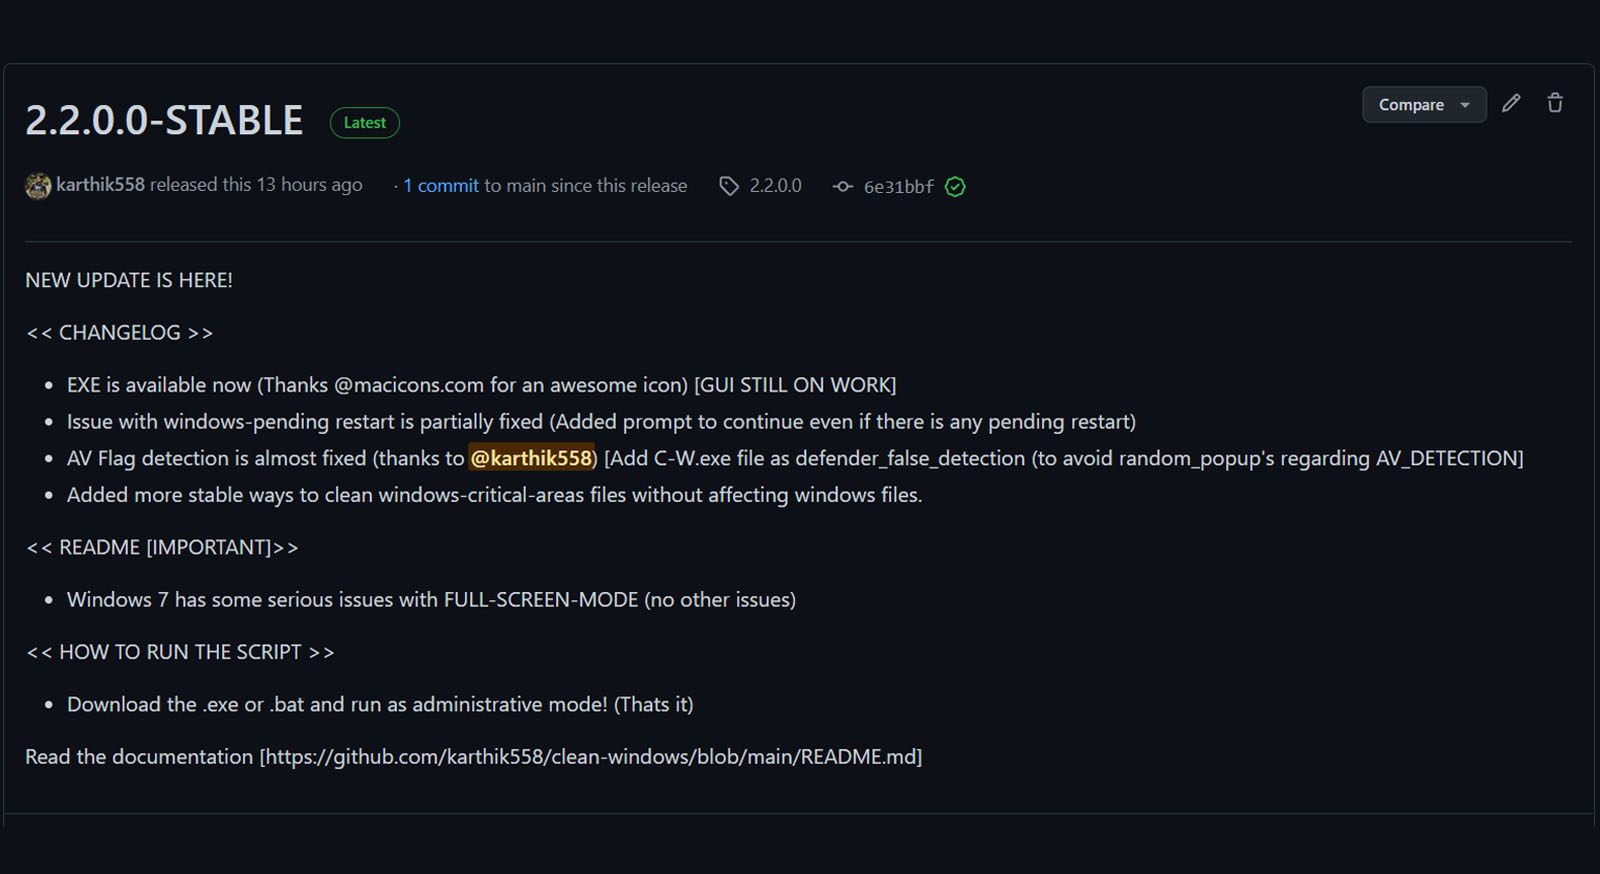 2.2.0.0-STABLE Latest Compare
karthik558 released this 13 hours ago · 1 commit to main since this release 2.2.0.0 6e31bbf
NEW UPDATE IS HERE!
<< CHANGELOG >>
• EXE is available now (Thanks @macicons.com for an awesome icon) [GUI STILL ON WORK]
• Issue with windows-pending restart is partially fixed (Added prompt to continue even if there is any pending restart)
• AV Flag detection is almost fixed (thanks to @karthik558) [Add C-W.exe file as defender_false_detection (to avoid random_popup's regarding AV_DETECTION]
• Added more stable ways to clean windows-critical-areas files without affecting windows files.
<< README [IMPORTANT]>>
• Windows 7 has some serious issues with FULL-SCREEN-MODE (no other issues)
<< HOW TO RUN THE SCRIPT >>
• Download the .exe or .bat and run as administrative mode! (Thats it)
Read the documentation [https://github.com/karthik558/clean-windows/blob/main/README.md]